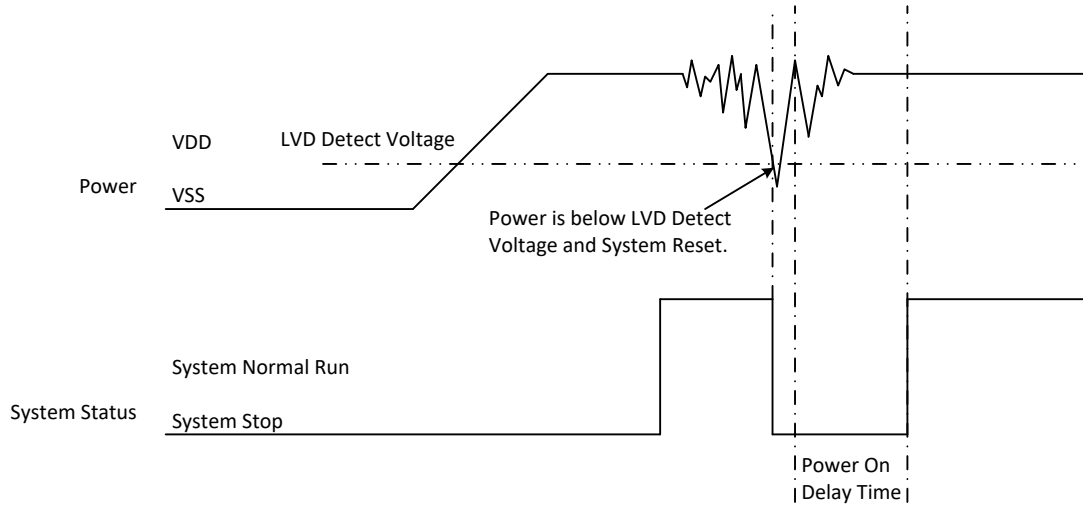 VDD
LVD Detect Voltage
Power
VSS
Power is below LVD Detect
Voltage and System Reset.
System Normal Run
System Status
System Stop
Power On
Delay Time